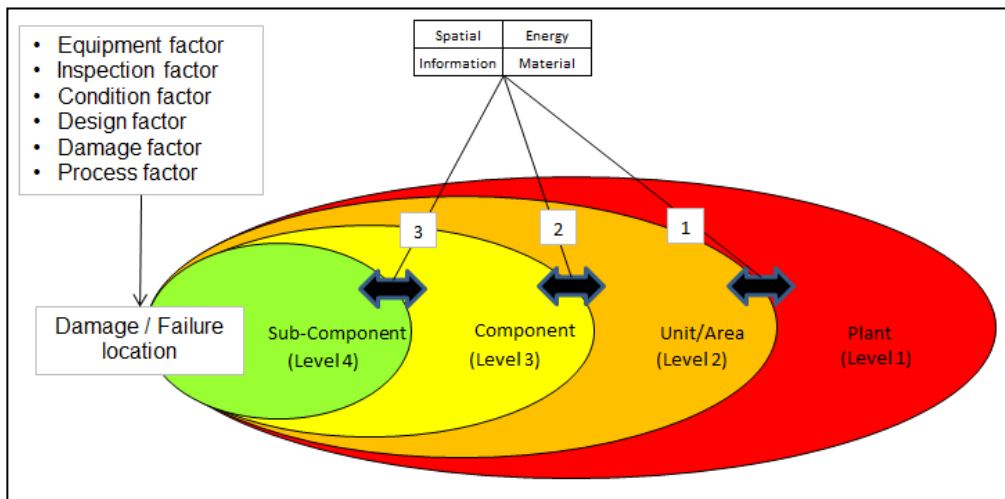 • Equipment factor
• Inspection factor
• Condition factor
• Design factor
• Damage factor
• Process factor
Spatial Energy
Information Material
3 2 1
Damage / Failure
location
Sub-Component
(Level 4)
Component
(Level 3)
Unit/Area
(Level 2)
Plant
(Level 1)